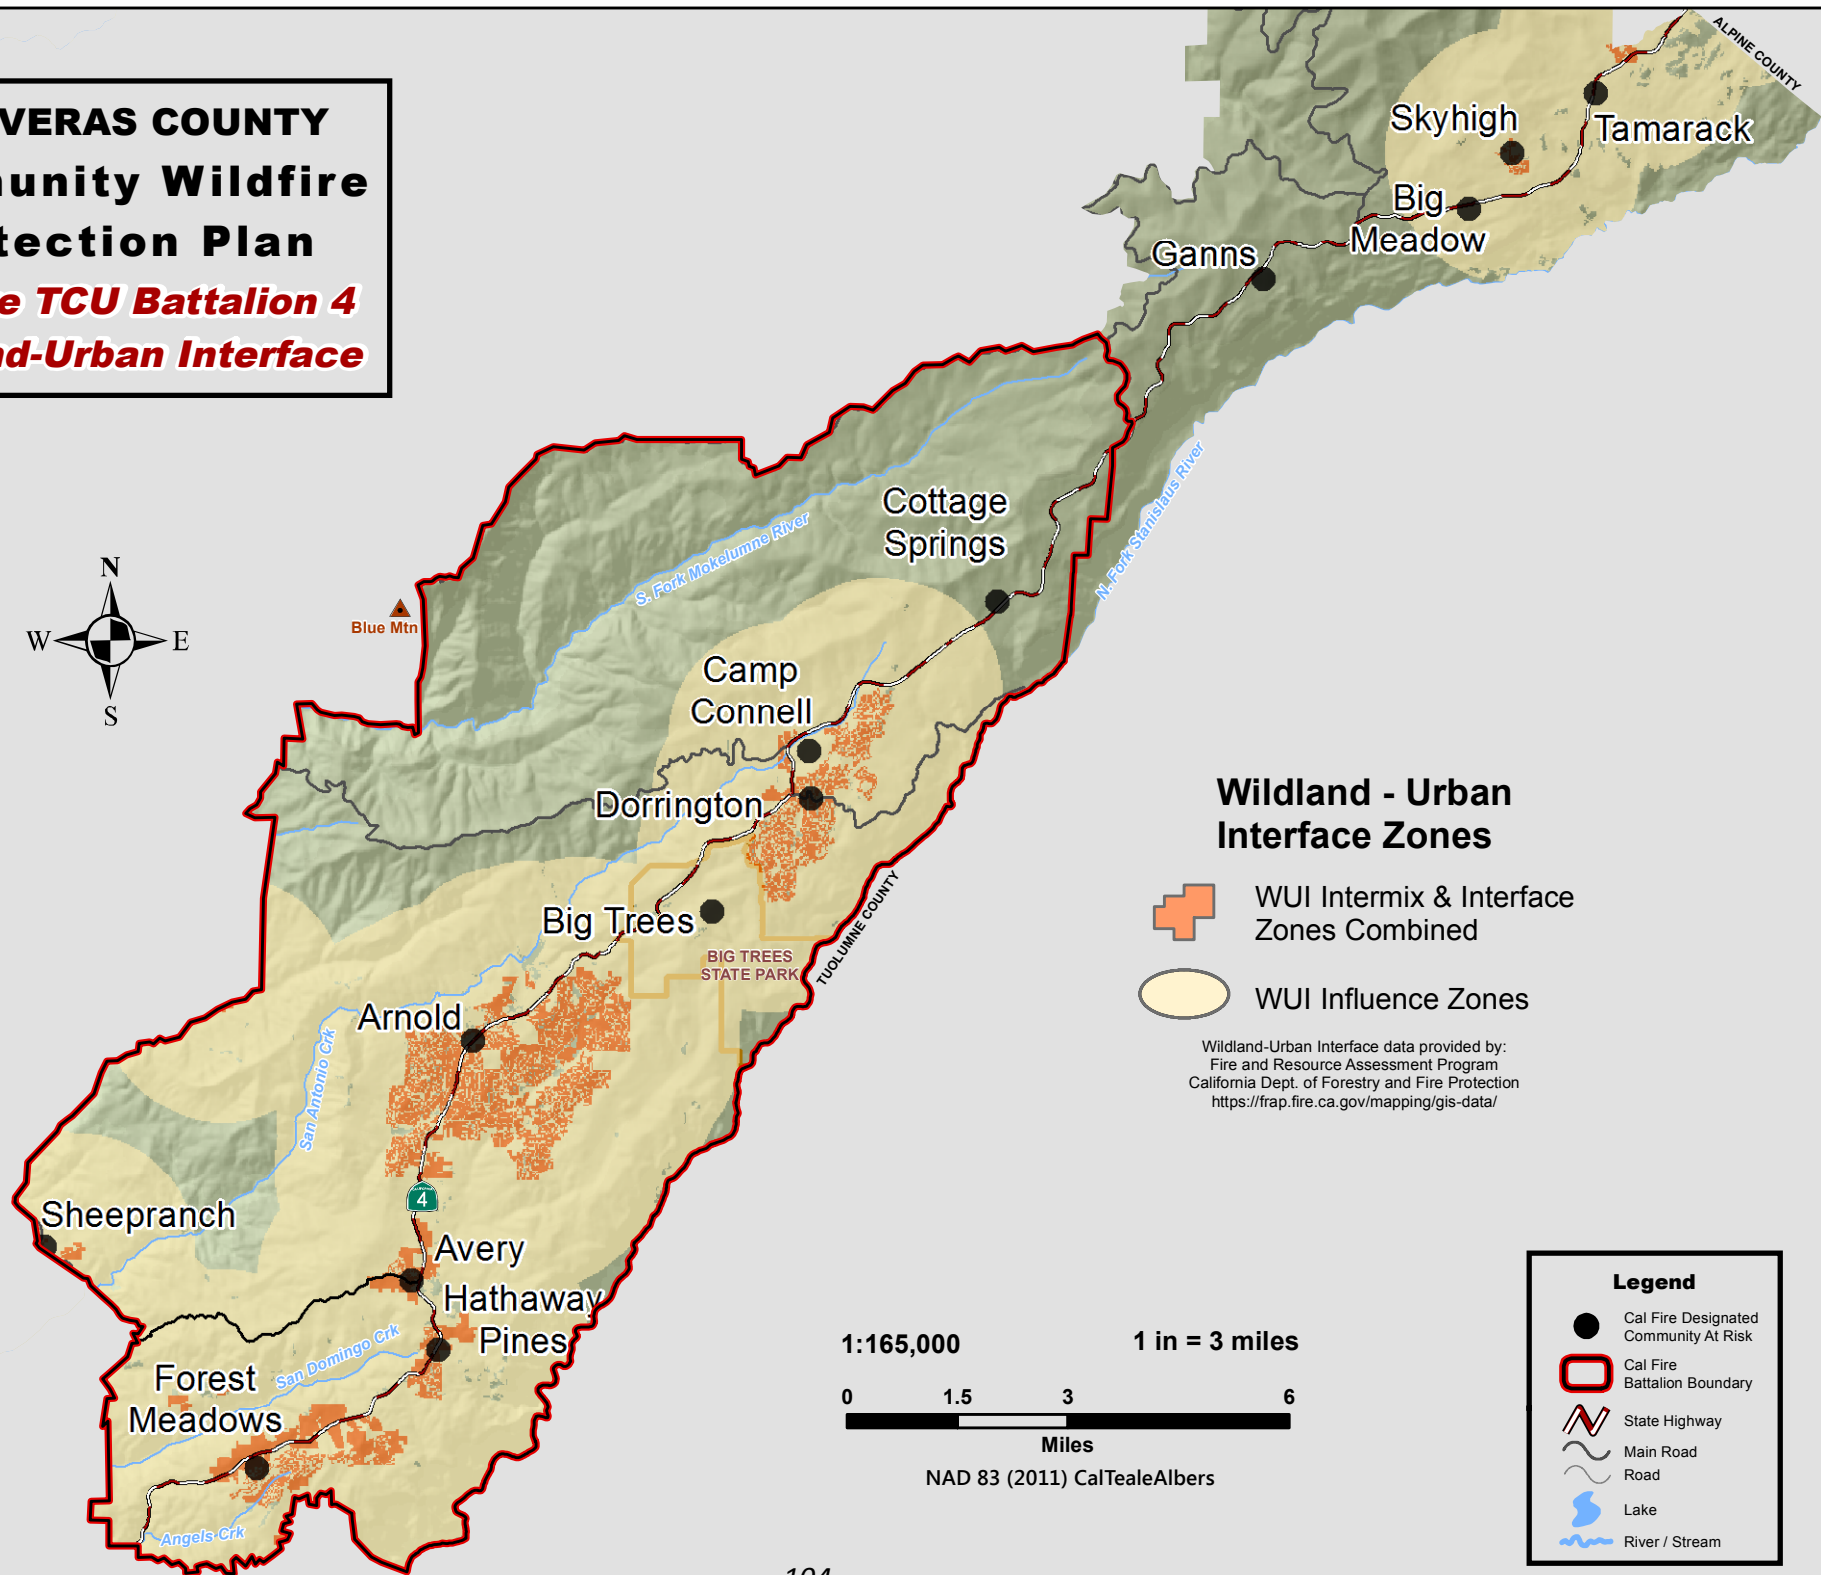 VERAS COUNTY
unity Wildfire
tection Plan
e TCU Battalion 4
d-Urban Interface
ALPINE COUNTY
Skyhigh
Tamarack
Big
Meadow
Ganns
Cottage
Springs
S. Fork Mokelumne River
N. Fork Stanislaus River
N
W
E
S
Blue Mtn
Camp
Connell
Dorrington
Big Trees
BIG TREES
STATE PARK
TUOLUMNE COUNTY
Arnold
San Antonio Crk
Sheepranch
4
Avery
Hathaway
Pines
San Domingo Crk
Forest
Meadows
Angels Crk
Wildland - Urban
Interface Zones
WUI Intermix & Interface
Zones Combined
WUI Influence Zones
Wildland-Urban Interface data provided by:
Fire and Resource Assessment Program
California Dept. of Forestry and Fire Protection
https://frap.fire.ca.gov/mapping/gis-data/
1:165,000
1 in = 3 miles
0 1.5 3 6
Miles
NAD 83 (2011) CalTealeAlbers
Legend
Cal Fire Designated
Community At Risk
Cal Fire
Battalion Boundary
State Highway
Main Road
Road
Lake
River / Stream
104